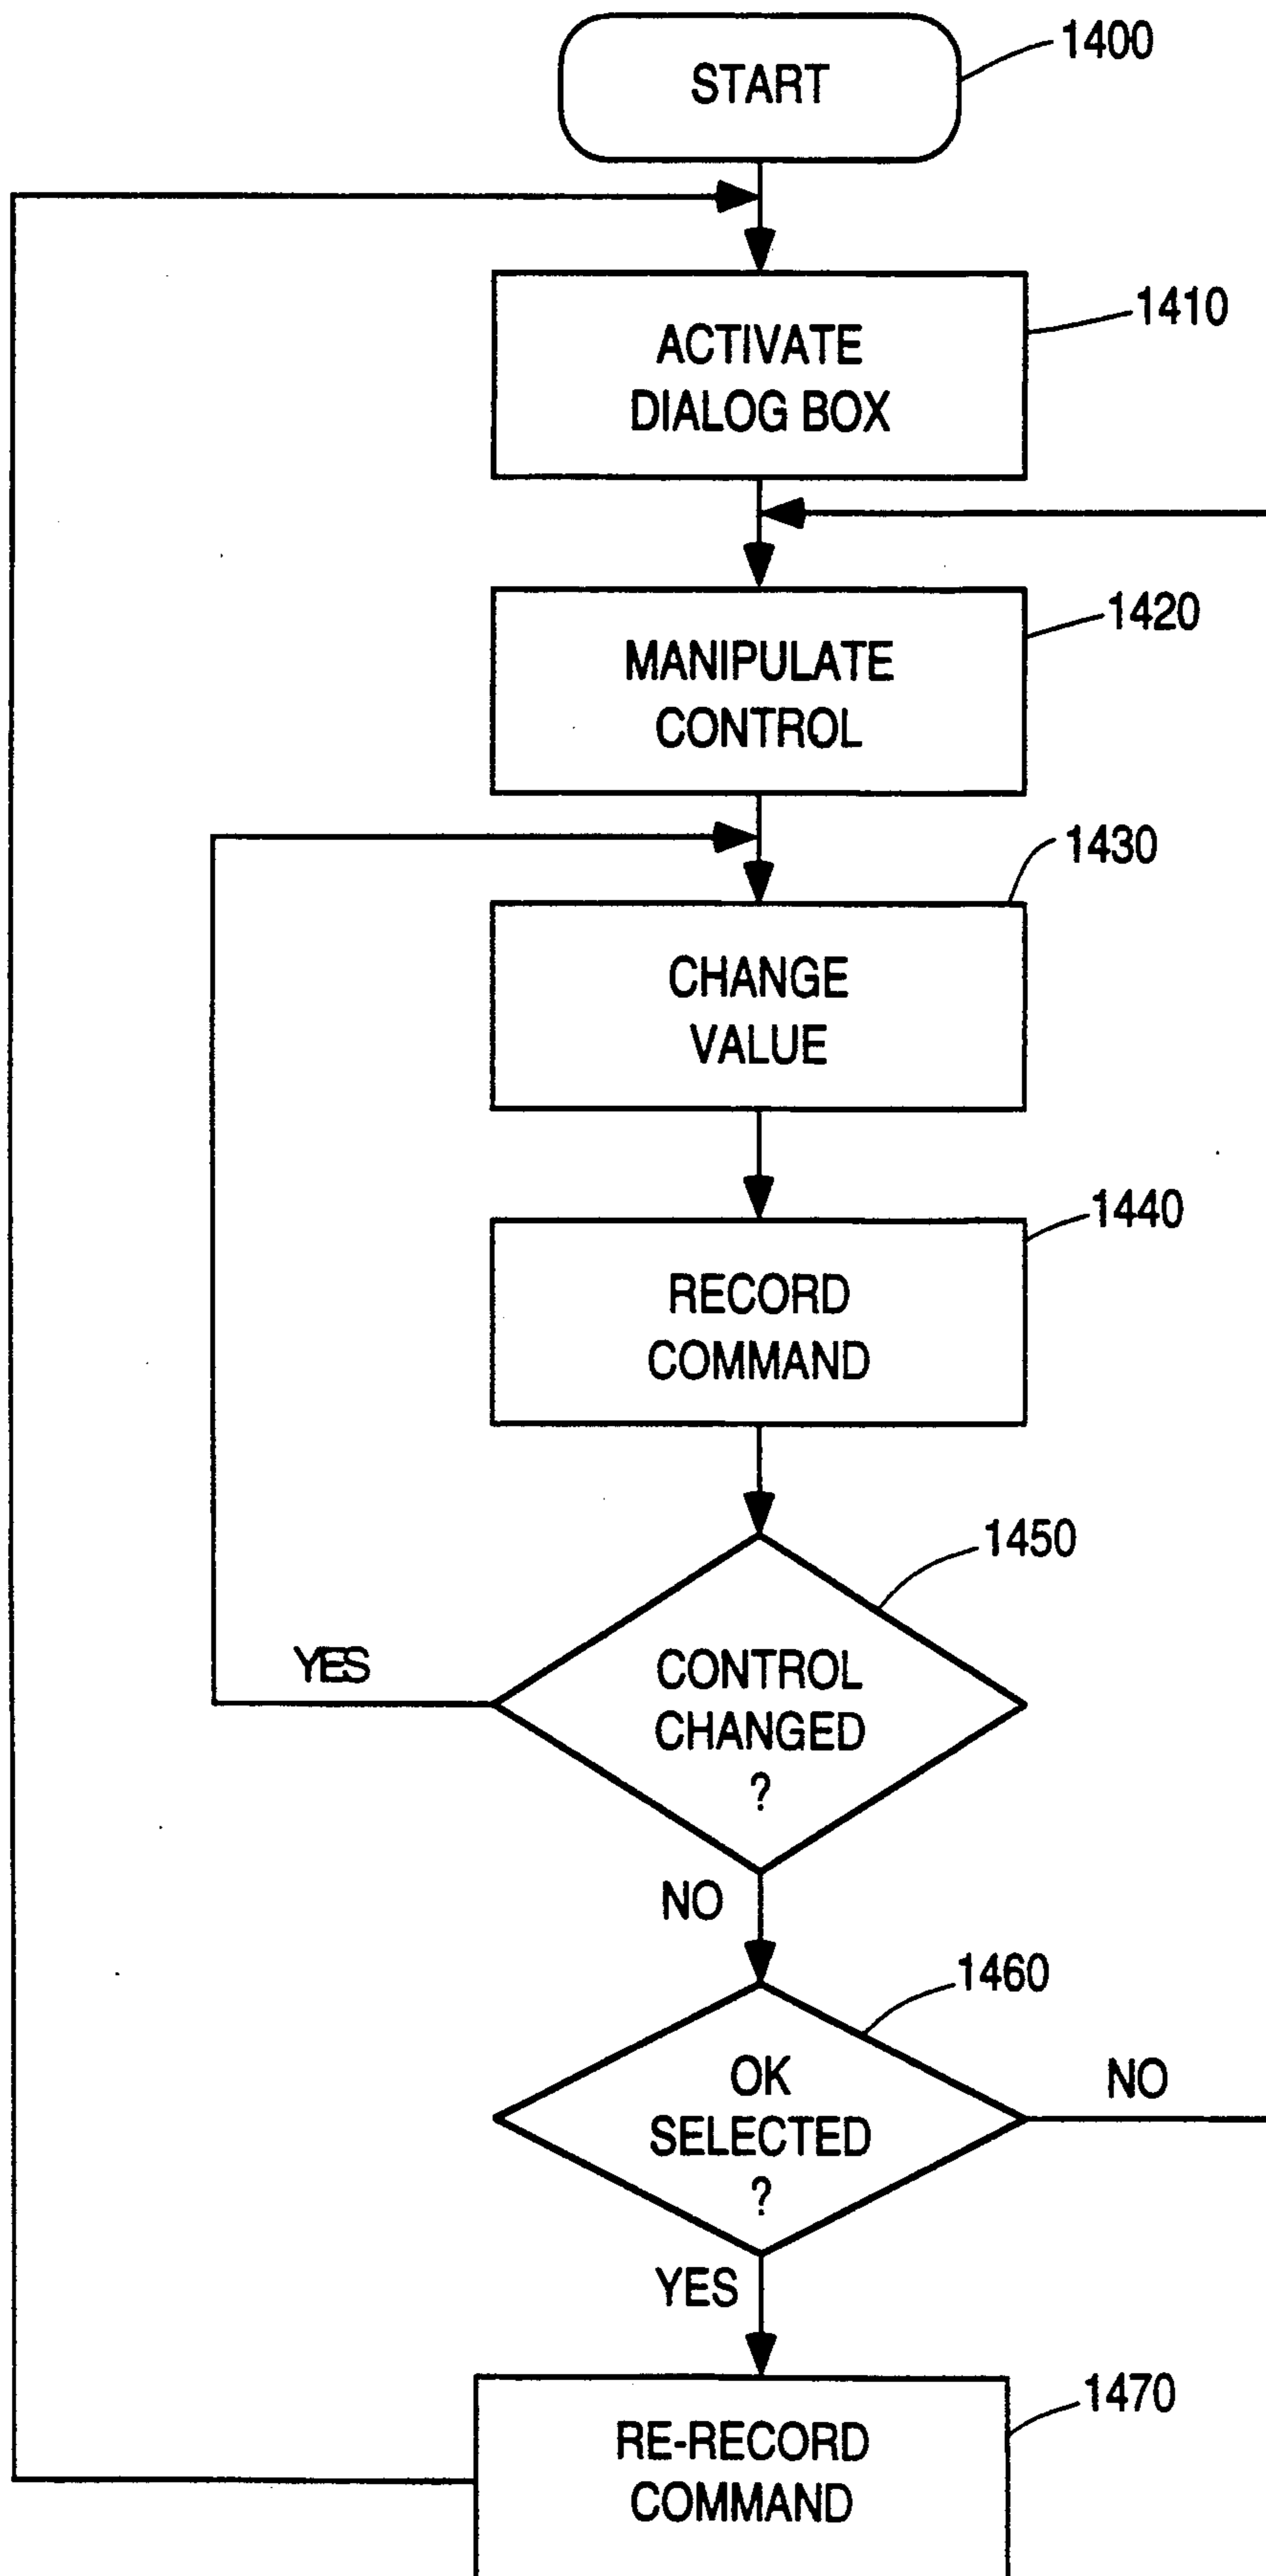 START
1400
ACTIVATE
DIALOG BOX
1410
MANIPULATE
CONTROL
1420
CHANGE
VALUE
1430
RECORD
COMMAND
1440
CONTROL
CHANGED
?
1450
YES
NO
OK
SELECTED
?
1460
NO
YES
RE-RECORD
COMMAND
1470